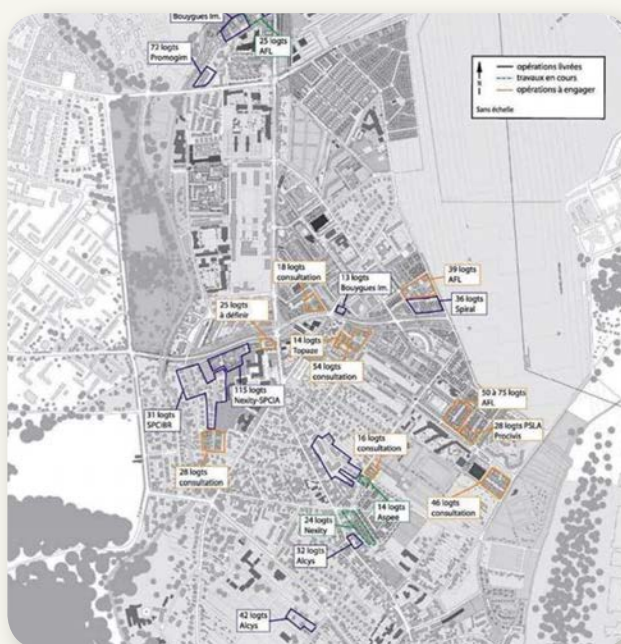 Bouygues Im.
25 logts
AFL
72 logts
Promogim
opérations livrées
travaux en cours
opérations à engager
N
Sans échelle
18 logts
consultation
13 logts
Bouygues Im.
39 logts
AFL
36 logts
Spiral
25 logts
à définir
14 logts
Topaze
54 logts
consultation
115 logts
Nexity-SPCIA
31 logts
SPCI®R
50 à 75 logts
AFL
28 logts PSLA
Procivis
28 logts
consultation
16 logts
consultation
46 logts
consultation
14 logts
Aspee
24 logts
Nexity
32 logts
Alcys
42 logts
Alcys